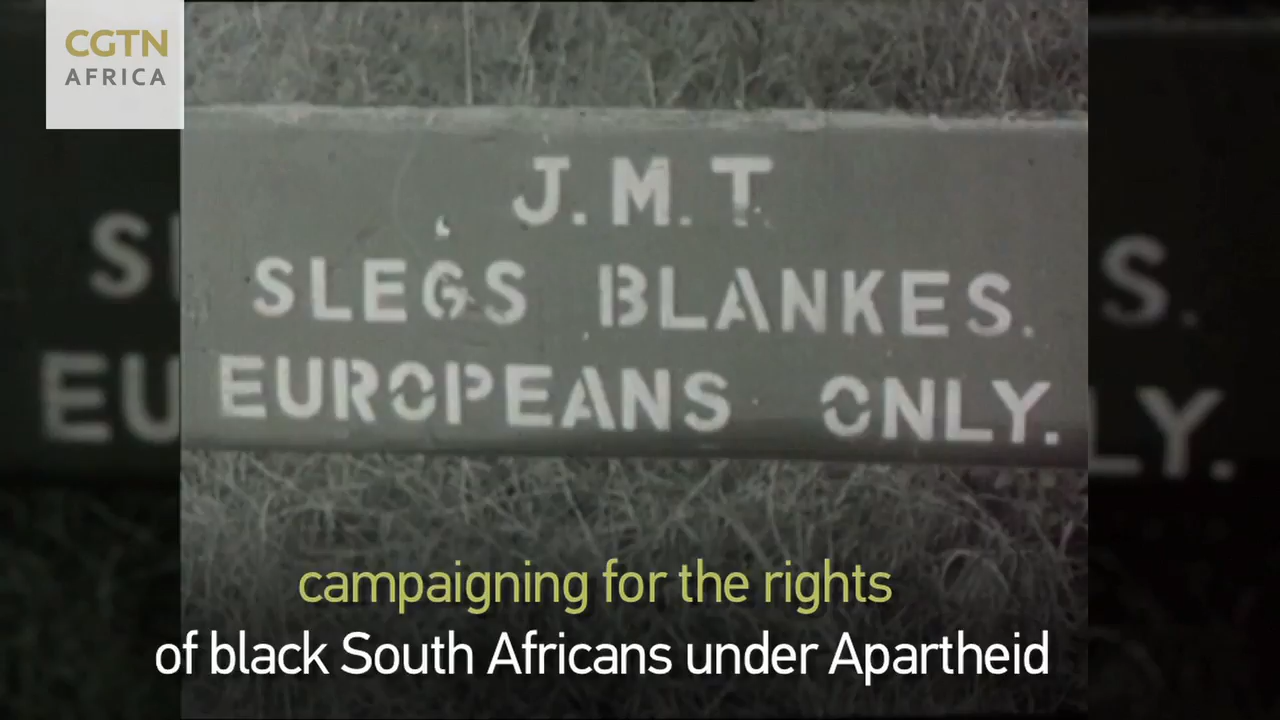 CGTN
AFRICA
J.M.T.
SLEGS BLANKES.
EUROPEANS ONLY.
campaigning for the rights
of black South Africans under Apartheid